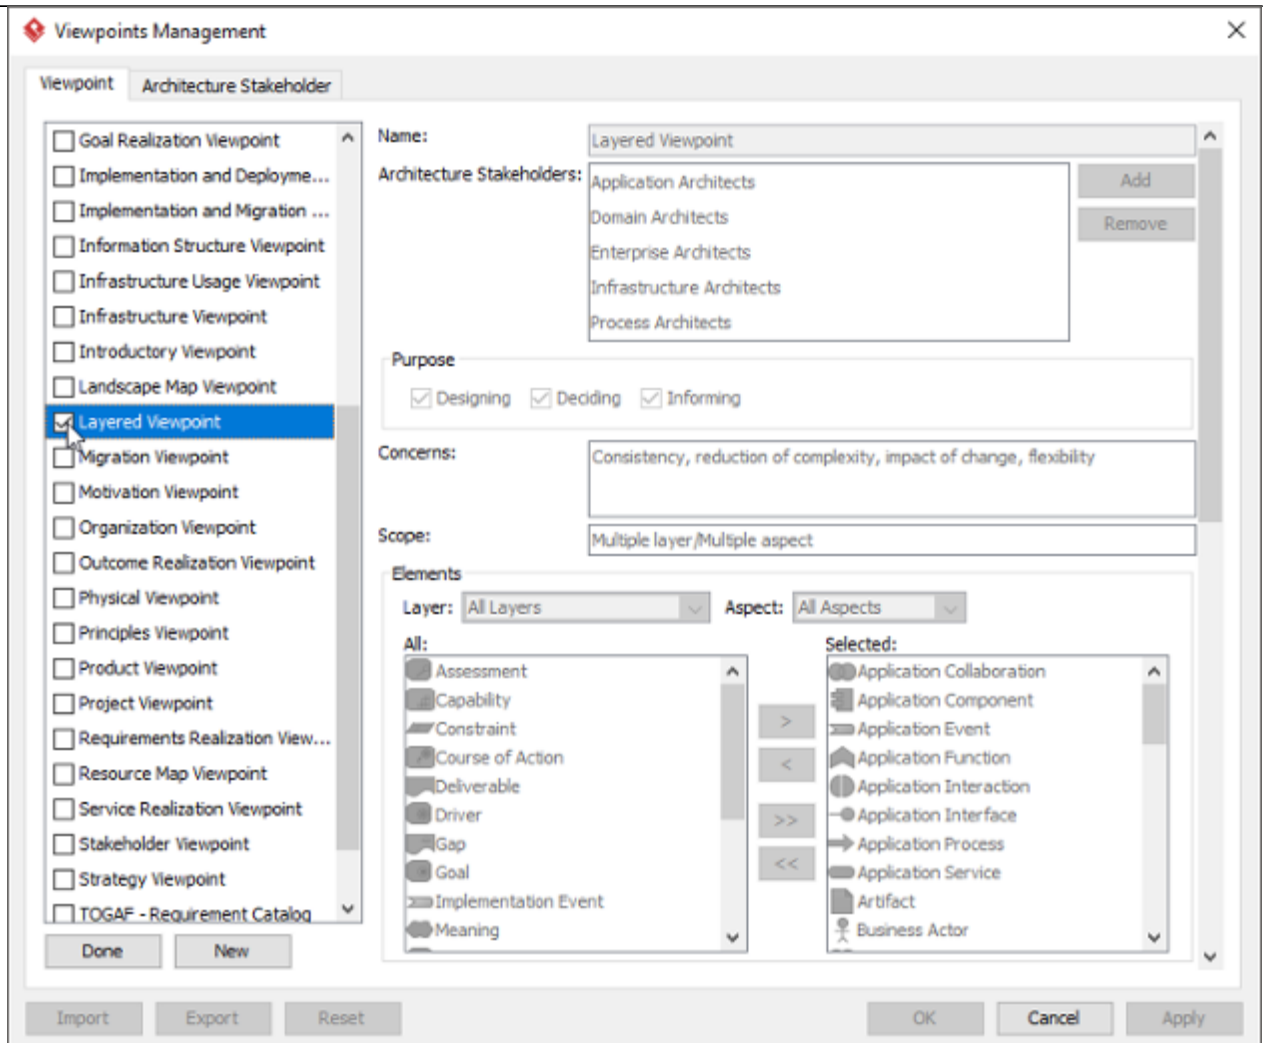 Viewpoints Management
Viewpoint
Architecture Stakeholder
Goal Realization Viewpoint
Implementation and Deployme...
Implementation and Migration ...
Information Structure Viewpoint
Infrastructure Usage Viewpoint
Infrastructure Viewpoint
Introductory Viewpoint
Landscape Map Viewpoint
Layered Viewpoint
Migration Viewpoint
Motivation Viewpoint
Organization Viewpoint
Outcome Realization Viewpoint
Physical Viewpoint
Principles Viewpoint
Product Viewpoint
Project Viewpoint
Requirements Realization View...
Resource Map Viewpoint
Service Realization Viewpoint
Stakeholder Viewpoint
Strategy Viewpoint
TOGAF - Requirement Catalog
Done
New
Name:
Layered Viewpoint
Architecture Stakeholders:
Application Architects
Domain Architects
Enterprise Architects
Infrastructure Architects
Process Architects
Add
Remove
Purpose
Designing
Deciding
Informing
Concerns:
Consistency, reduction of complexity, impact of change, flexibility
Scope:
Multiple layer/Multiple aspect
Elements
Layer:
All Layers
Aspect:
All Aspects
All:
Assessment
Capability
Constraint
Course of Action
Deliverable
Driver
Gap
Goal
Implementation Event
Meaning
>
<
>>
<<
Selected:
Application Collaboration
Application Component
Application Event
Application Function
Application Interaction
Application Interface
Application Process
Application Service
Artifact
Business Actor
Import
Export
Reset
OK
Cancel
Apply